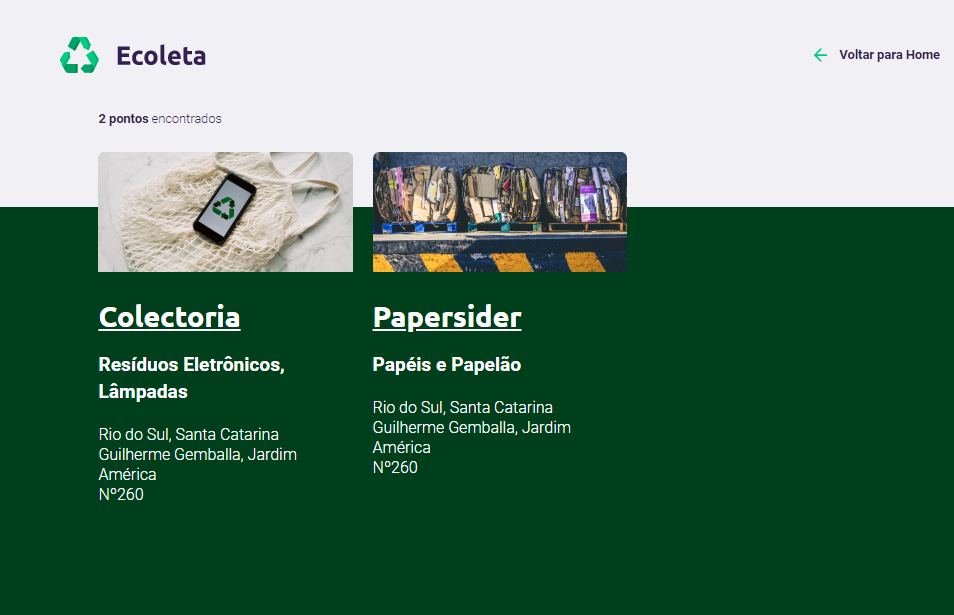 Ecoleta
Voltar para Home
2 pontos encontrados
Colectoria
Resíduos Eletrônicos,
Lâmpadas
Rio do Sul, Santa Catarina
Guilherme Gemballa, Jardim
América
Nº260
Papersider
Papéis e Papelão
Rio do Sul, Santa Catarina
Guilherme Gemballa, Jardim
América
Nº260